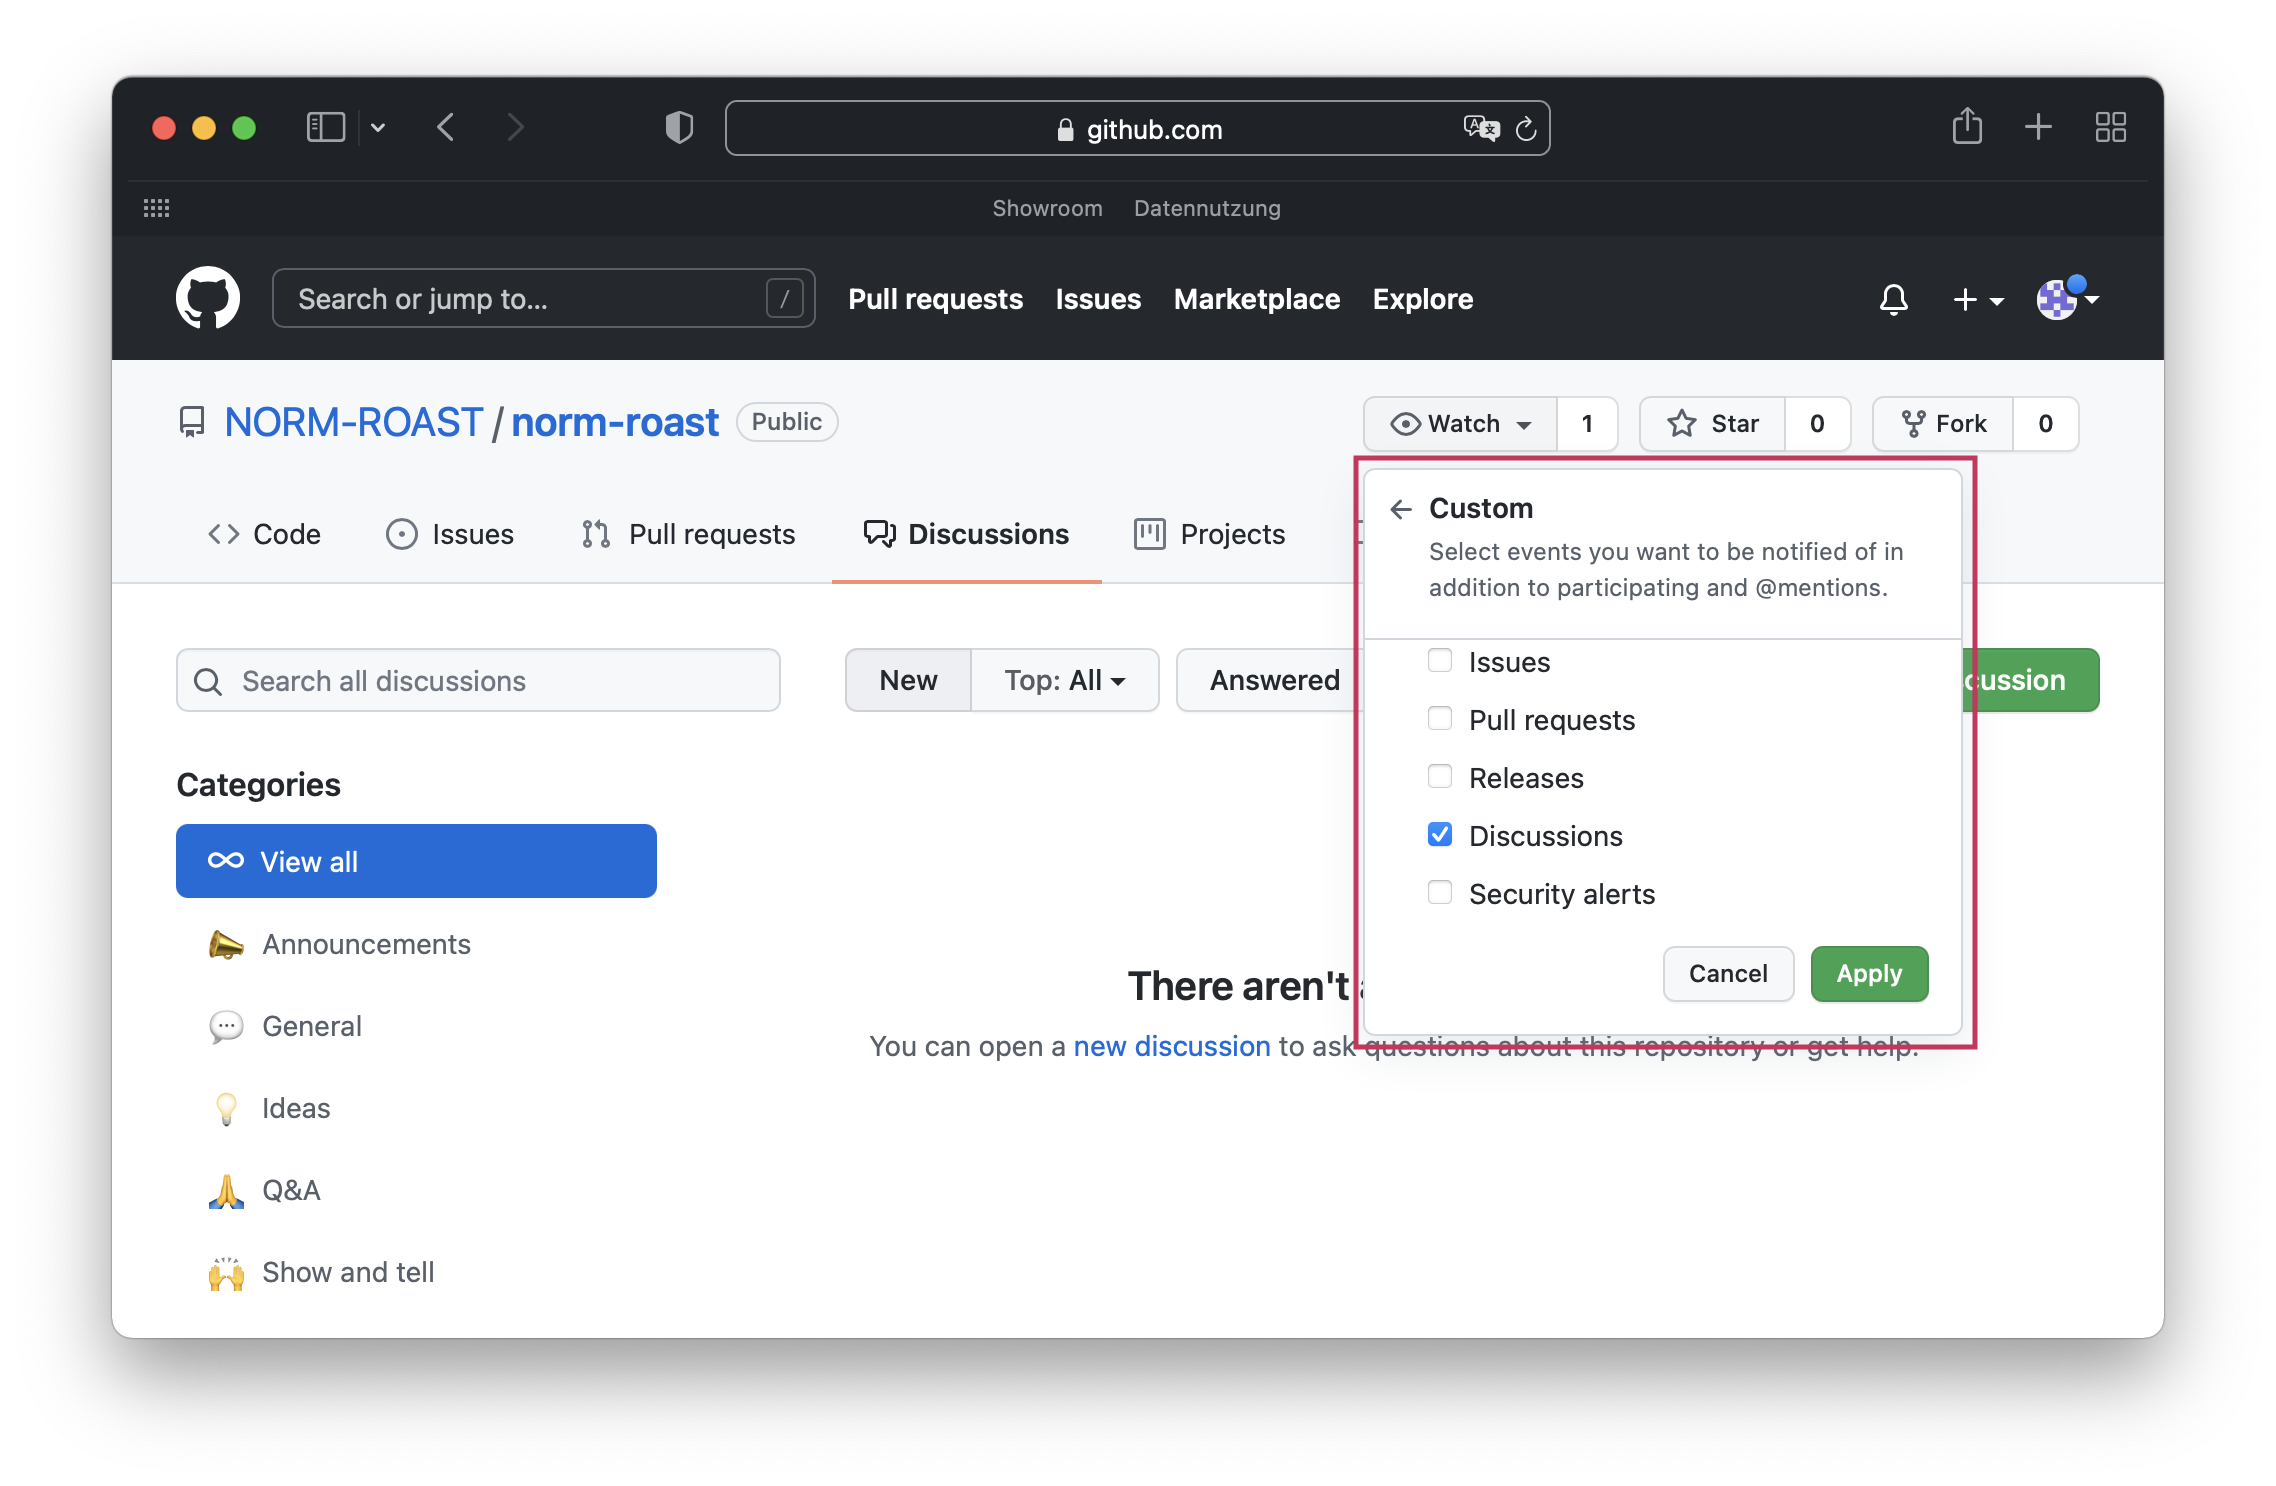 github.com
Showroom Datennutzung
Search or jump to... /
Pull requests Issues Marketplace Explore
NORM-ROAST / norm-roast Public
Watch 1 Star 0 Fork 0
Code Issues Pull requests Discussions Projects
Custom
Select events you want to be notified of in
addition to participating and @mentions.
Issues
Pull requests
Releases
Discussions
Security alerts
Cancel Apply
Search all discussions
New Top: All Answered cussion
Categories
View all
Announcements
General
Ideas
Q&A
Show and tell
There aren't
You can open a new discussion to ask questions about this repository or get help.